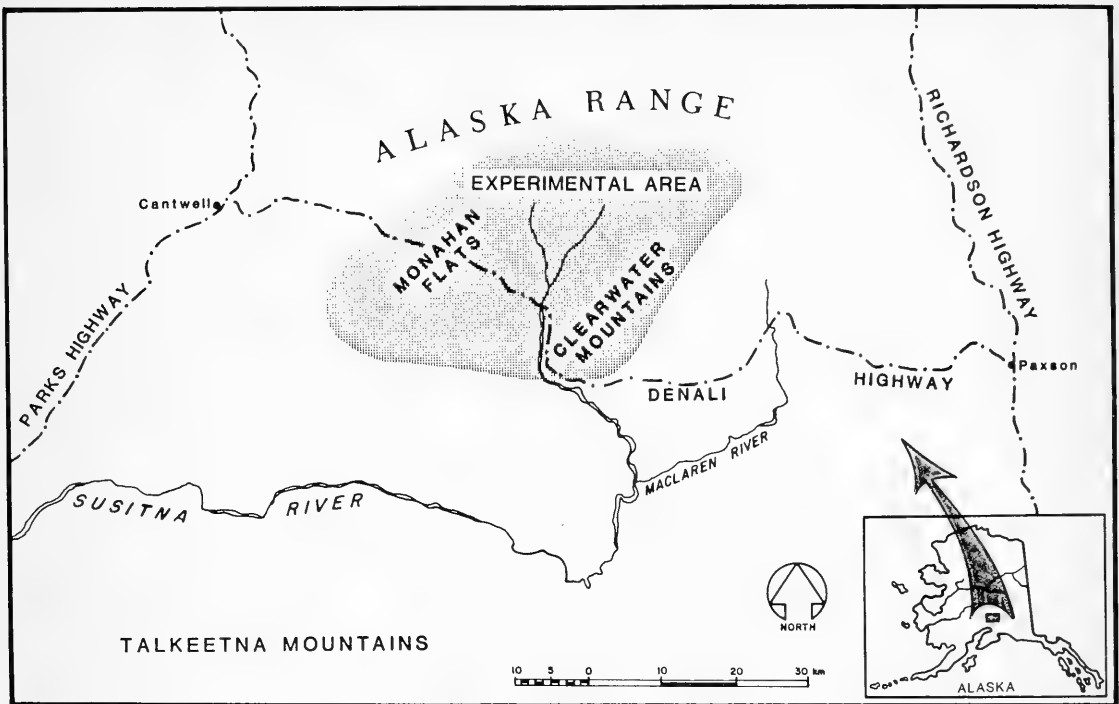 ALASKA RANGE
EXPERIMENTAL AREA
RICHARDSON HIGHWAY
Cantwell
MONAHAN
FLATS
CLEARWATER
MOUNTAINS
PARKS HIGHWAY
DENALI
HIGHWAY
Paxson
MACLAREN RIVER
SUSITNA RIVER
NORTH
TALKEETNA MOUNTAINS
10 5 0 10 20 30 km
ALASKA